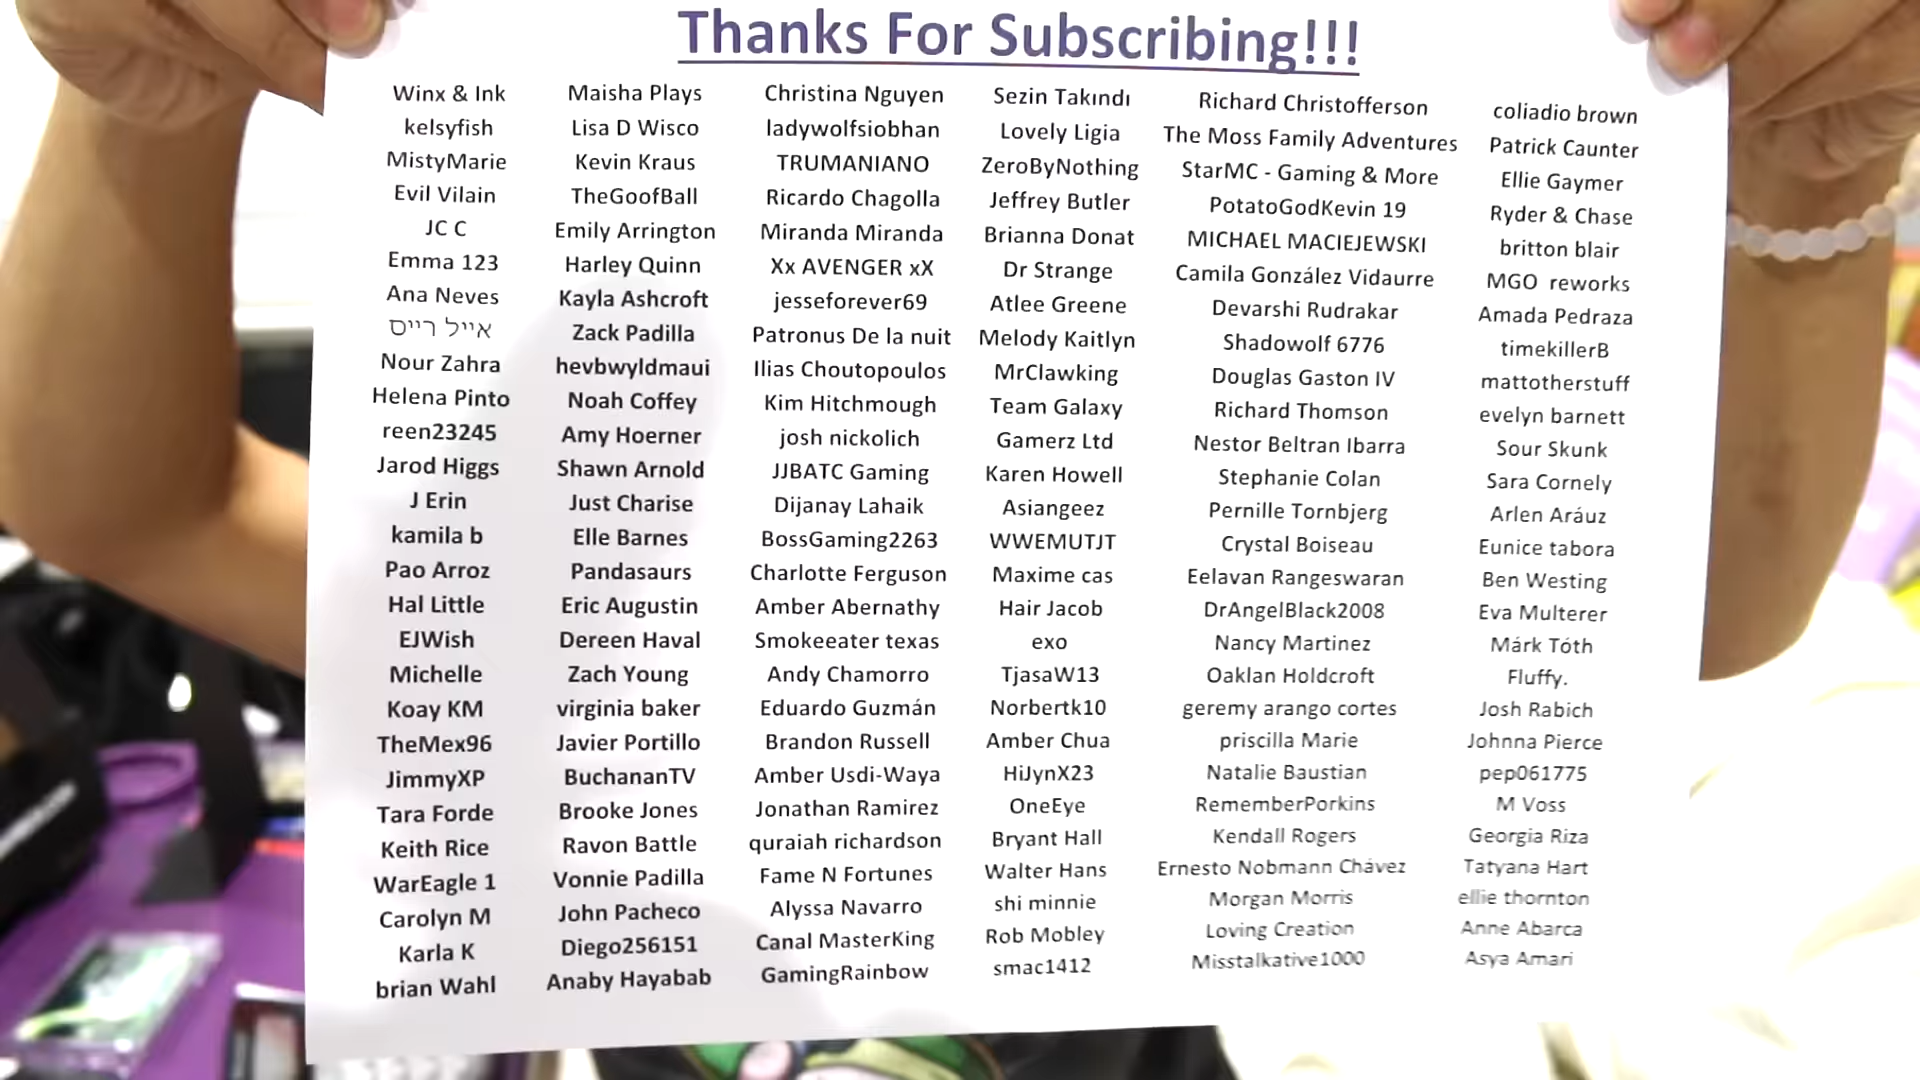 Thanks For Subscribing!!!
Winx & Ink
kelsyfish
MistyMarie
Evil Vilain
JC C
Emma 123
Ana Neves
אייל רייס
Nour Zahra
Helena Pinto
reen23245
Jarod Higgs
J Erin
kamila b
Pao Arroz
Hal Little
EJWish
Michelle
Koay KM
TheMex96
JimmyXP
Tara Forde
Keith Rice
WarEagle 1
Carolyn M
Karla K
brian Wahl
Maisha Plays
Lisa D Wisco
Kevin Kraus
TheGoofBall
Emily Arrington
Harley Quinn
Kayla Ashcroft
Zack Padilla
hevbwyldmaui
Noah Coffey
Amy Hoerner
Shawn Arnold
Just Charise
Elle Barnes
Pandasaurs
Eric Augustin
Dereen Haval
Zach Young
virginia baker
Javier Portillo
BuchananTV
Brooke Jones
Ravon Battle
Vonnie Padilla
John Pacheco
Diego256151
Anaby Hayabab
Christina Nguyen
ladywolfsiobhan
TRUMANIANO
Ricardo Chagolla
Miranda Miranda
Xx AVENGER xX
jesseforever69
Patronus De la nuit
Ilias Choutopoulos
Kim Hitchmough
josh nickolich
JJBATC Gaming
Dijanay Lahaik
BossGaming2263
Charlotte Ferguson
Amber Abernathy
Smokeeater texas
Andy Chamorro
Eduardo Guzmán
Brandon Russell
Amber Usdi-Waya
Jonathan Ramirez
quraiah richardson
Fame N Fortunes
Alyssa Navarro
Canal MasterKing
GamingRainbow
Sezin Takındı
Lovely Ligia
ZeroByNothing
Jeffrey Butler
Brianna Donat
Dr Strange
Atlee Greene
Melody Kaitlyn
MrClawking
Team Galaxy
Gamerz Ltd
Karen Howell
Asiangeez
WWEMUTJT
Maxime cas
Hair Jacob
exo
TjasaW13
Norbertk10
Amber Chua
HiJynX23
OneEye
Bryant Hall
Walter Hans
shi minnie
Rob Mobley
smac1412
Richard Christofferson
The Moss Family Adventures
StarMC - Gaming & More
PotatoGodKevin 19
MICHAEL MACIEJEWSKI
Camila González Vidaurre
Devarshi Rudrakar
Shadowolf 6776
Douglas Gaston IV
Richard Thomson
Nestor Beltran Ibarra
Stephanie Colan
Pernille Tornbjerg
Crystal Boiseau
Eelavan Rangeswaran
DrAngelBlack2008
Nancy Martinez
Oaklan Holdcroft
geremy arango cortes
priscilla Marie
Natalie Baustian
RememberPorkins
Kendall Rogers
Ernesto Nobmann Chávez
Morgan Morris
Loving Creation
Misstalkative1000
coliadio brown
Patrick Caunter
Ellie Gaymer
Ryder & Chase
britton blair
MGO reworks
Amada Pedraza
timekillerB
mattotherstuff
evelyn barnett
Sour Skunk
Sara Cornely
Arlen Aráuz
Eunice tabora
Ben Westing
Eva Multerer
Márk Tóth
Fluffy.
Josh Rabich
Johnna Pierce
pep061775
M Voss
Georgia Riza
Tatyana Hart
ellie thornton
Anne Abarca
Asya Amari